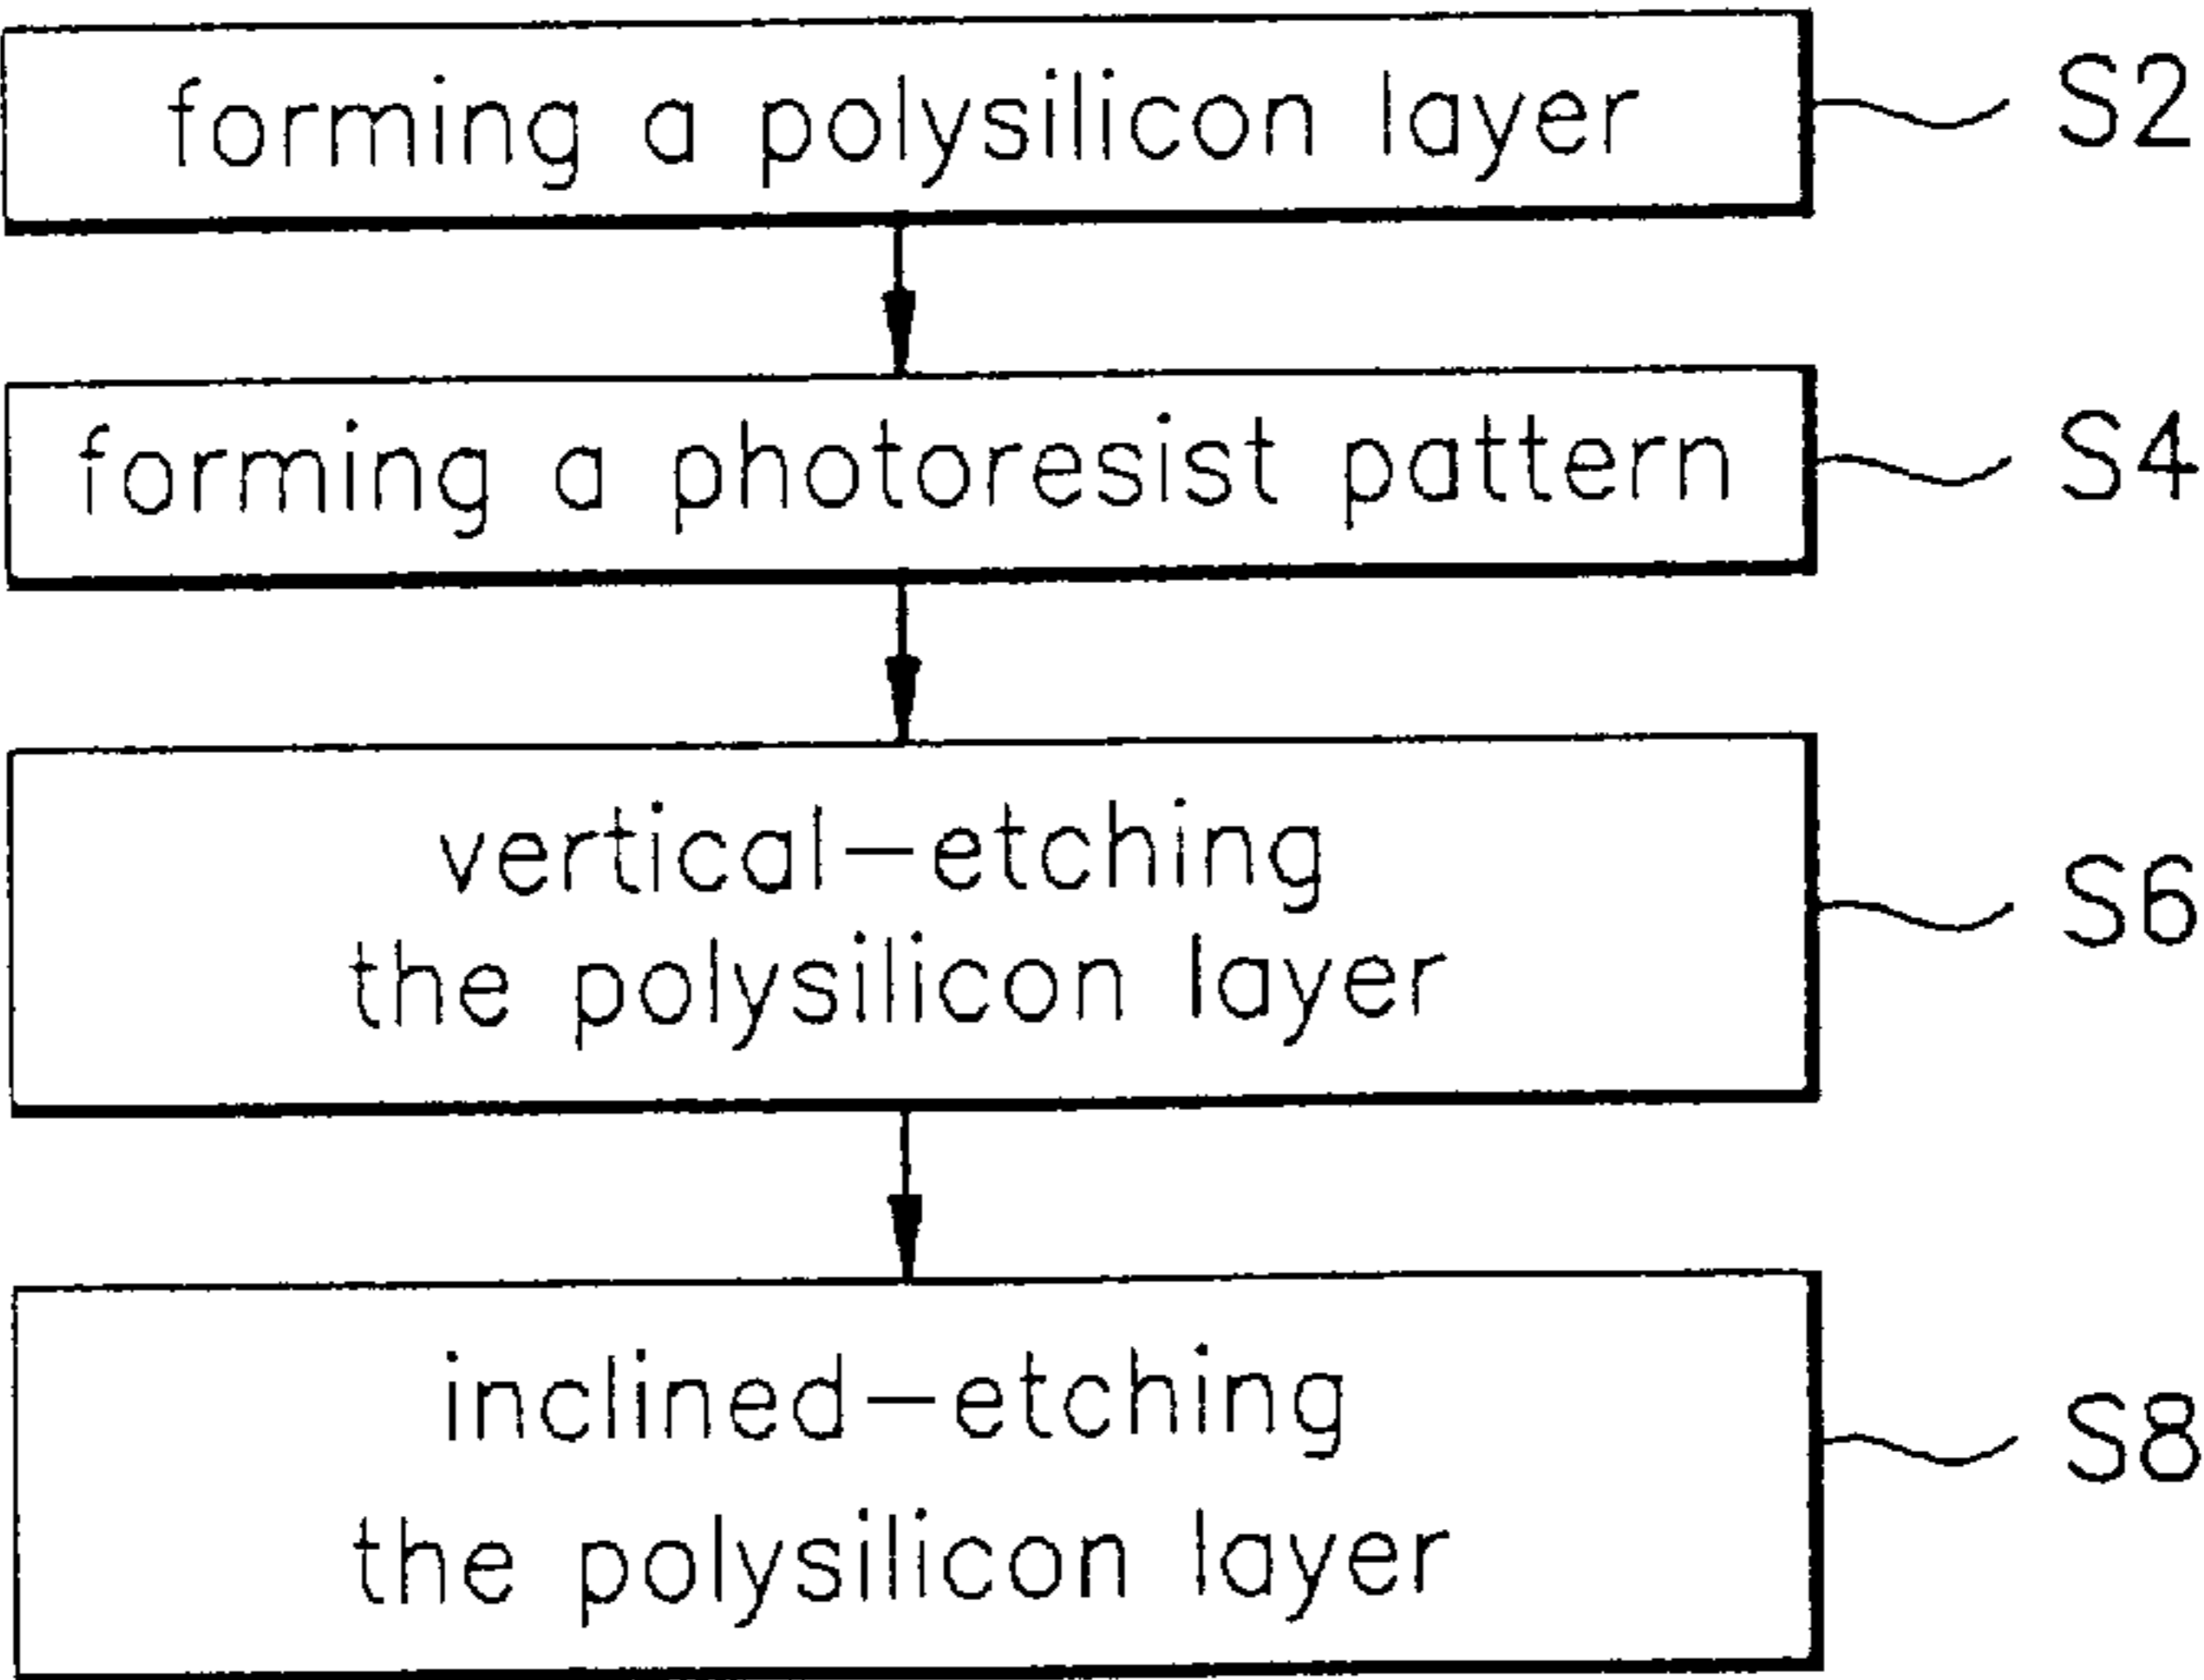 forming a polysilicon layer S2
forming a photoresist pattern S4
vertical-etching
the polysilicon layer S6
inclined-etching
the polysilicon layer S8